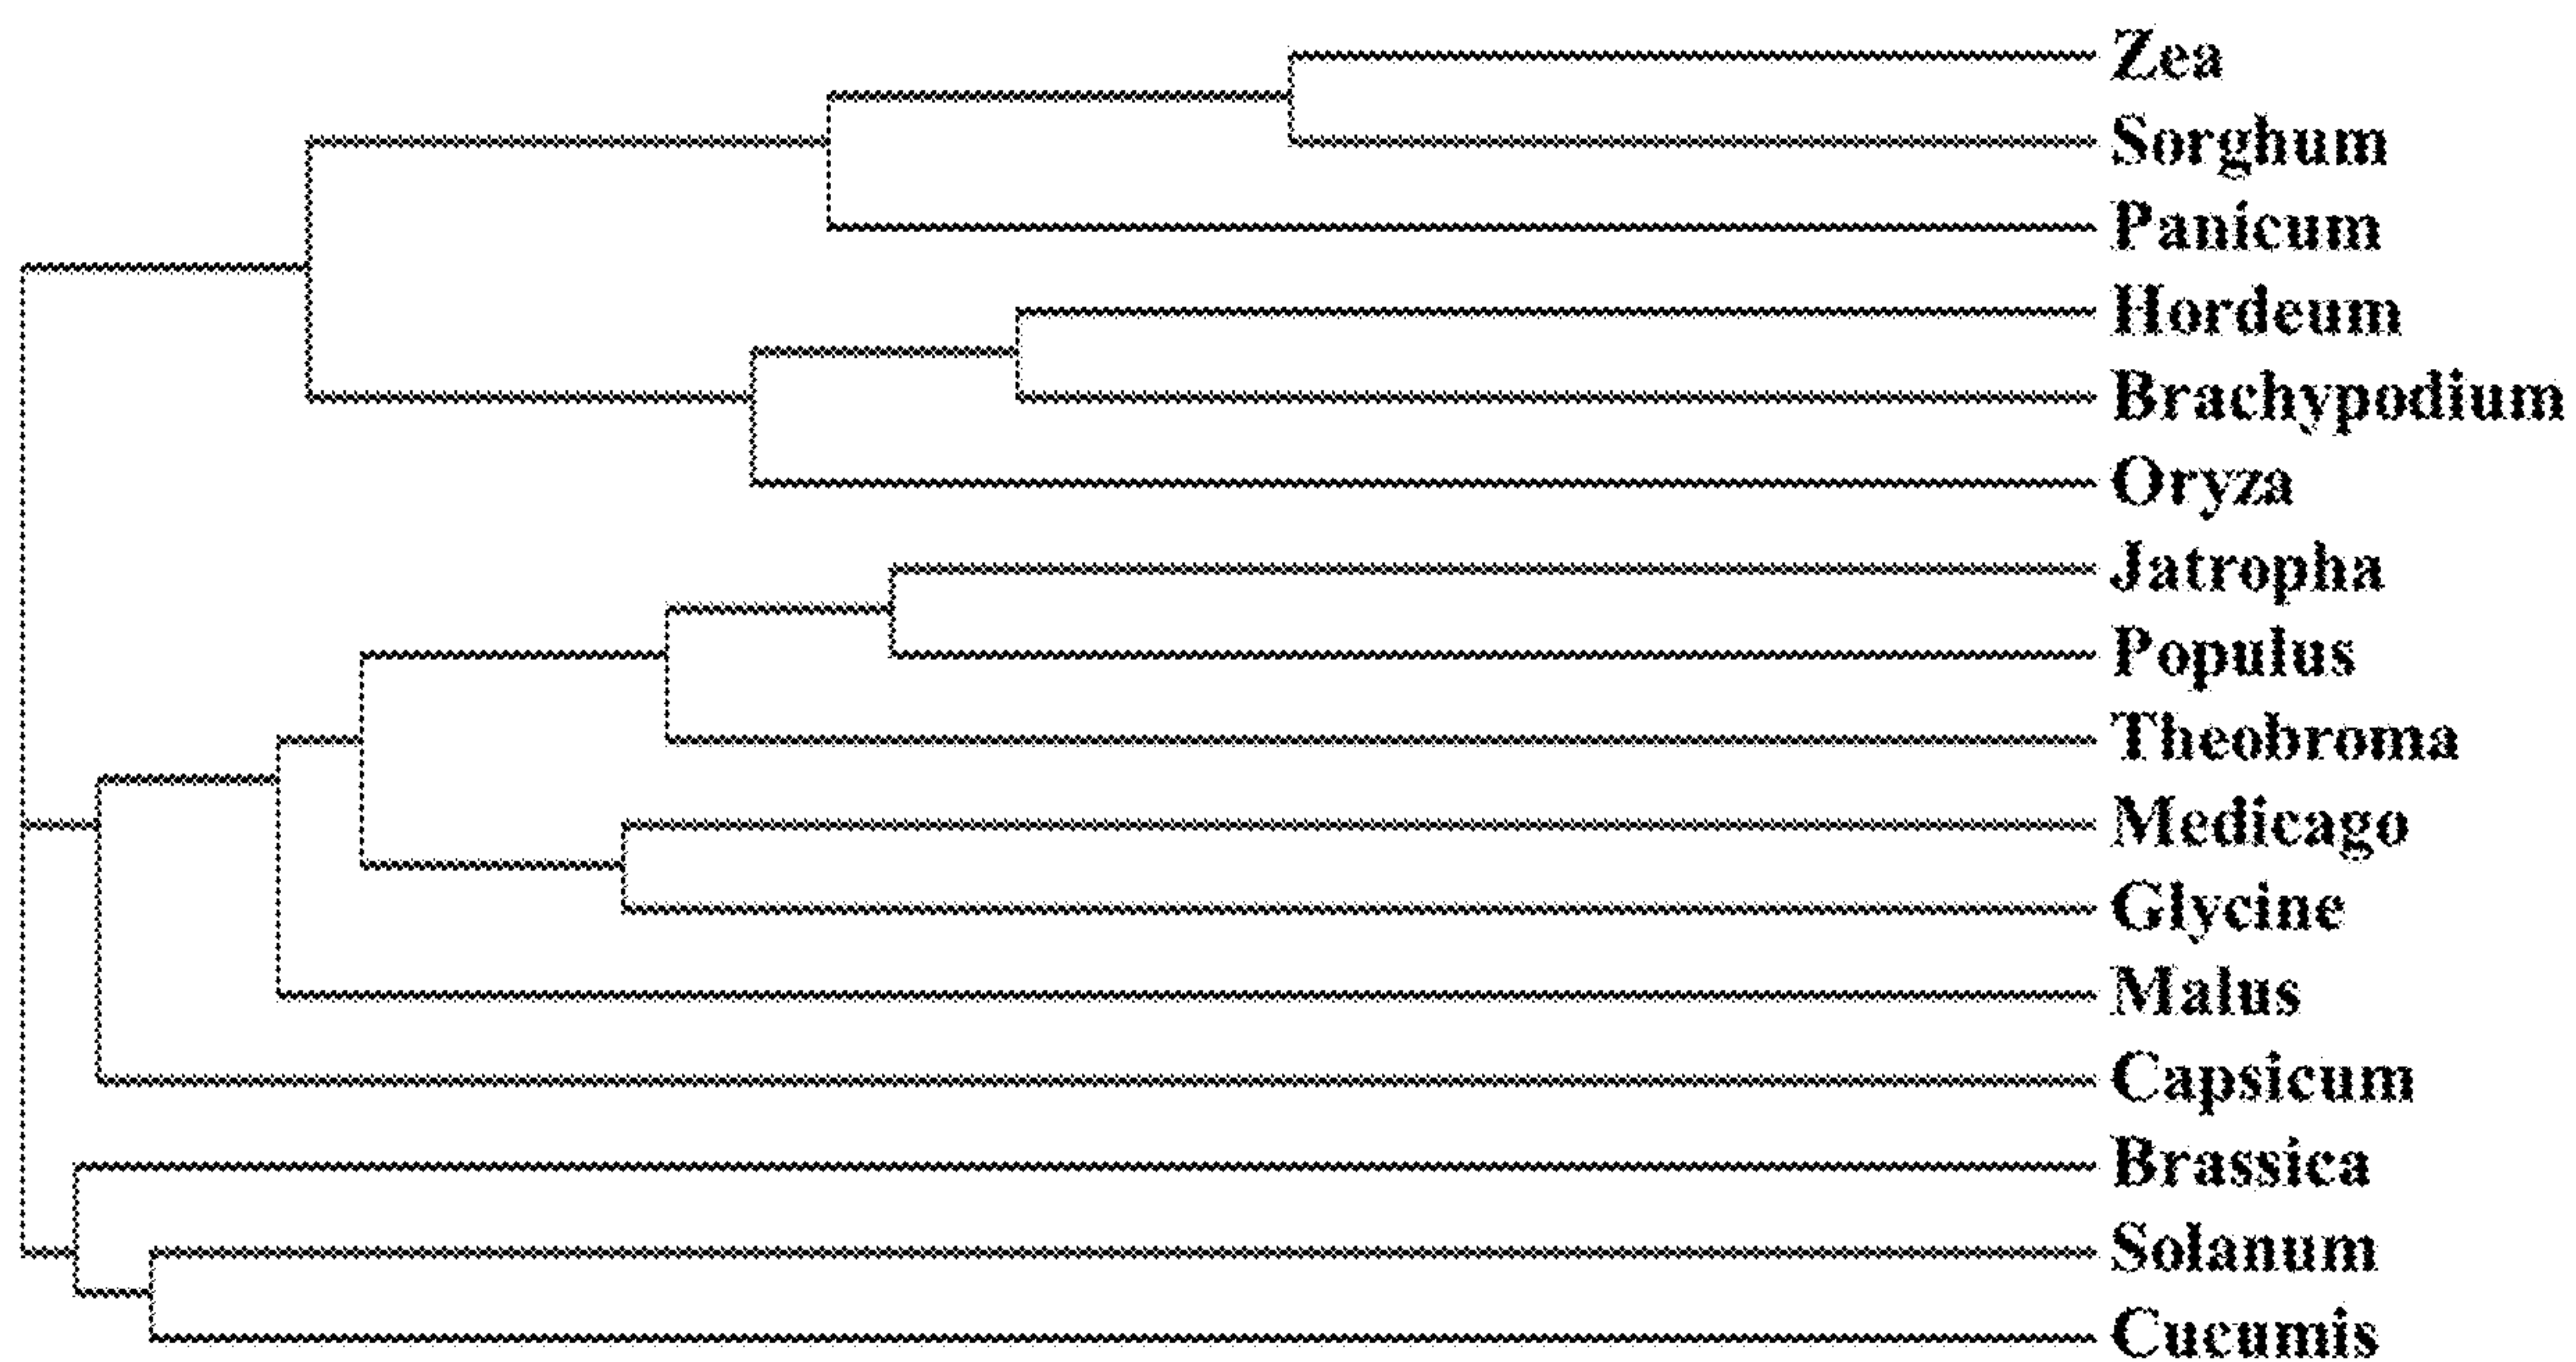 Zea
Sorghum
Panicum
Hordeum
Brachypodium
Oryza
Jatropha
Populus
Theobroma
Medicago
Glycine
Malus
Capsicum
Brassica
Solanum
Cucumis